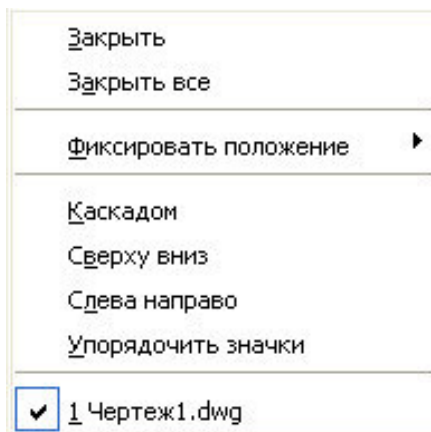 Закрыть
Закрыть все
Фиксировать положение
Каскадом
Сверху вниз
Слева направо
Упорядочить значки
1 Чертеж1.dwg